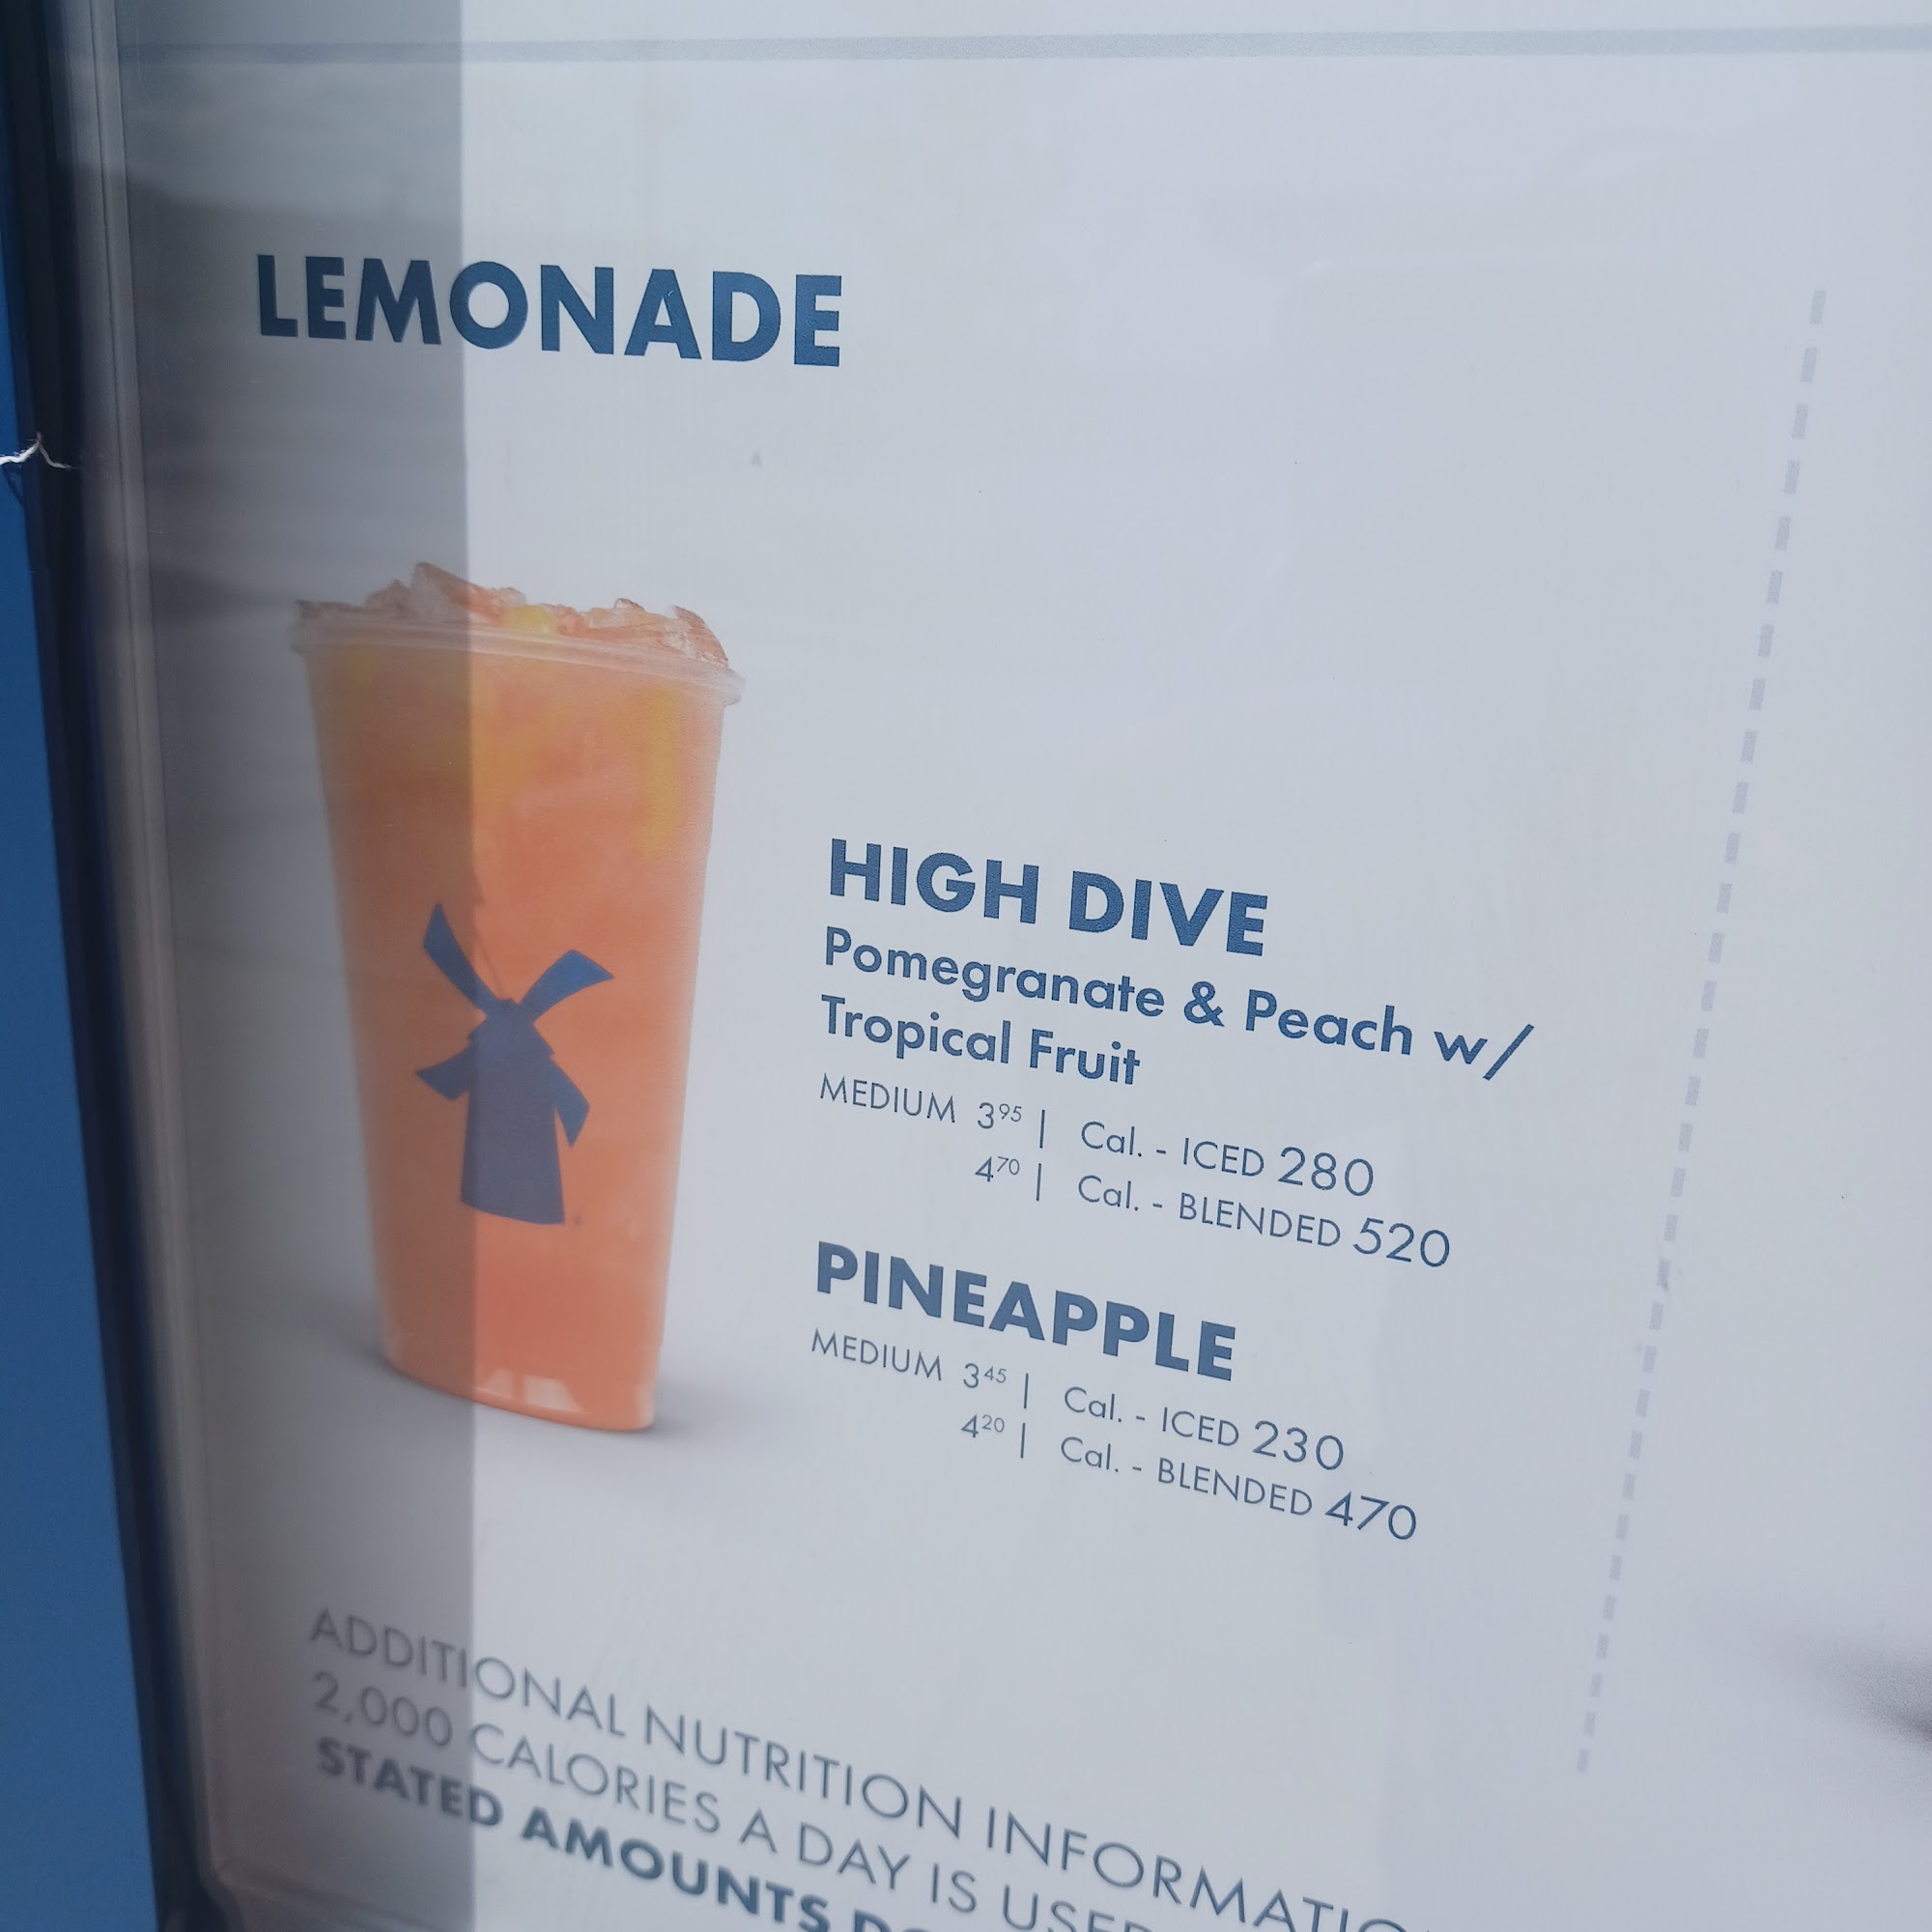 LEMONADE
HIGH DIVE
Pomegranate & Peach w/
Tropical Fruit
MEDIUM 3⁹⁵ | Cal. - ICED 280
4⁷⁰ | Cal. - BLENDED 520
PINEAPPLE
MEDIUM 3⁴⁵ | Cal. - ICED 230
4²⁰ | Cal. - BLENDED 470
ADDITIONAL NUTRITION
2,000 CALORIES A DAY IS
STATED AMOUNTS